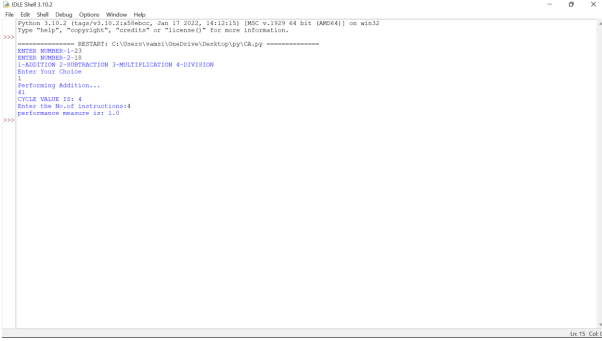 IDLE Shell 3.10.2
File Edit Shell Debug Options Window Help
Python 3.10.2 (tags/v3.10.2:a58ebcc, Jan 17 2022, 14:12:15) [MSC v.1929 64 bit (AMD64)] on win32
Type "help", "copyright", "credits" or "license()" for more information.
>>>
=============== RESTART: C:\Users\vamsi\OneDrive\Desktop\py\CA.py ==============
ENTER NUMBER-1-23
ENTER NUMBER-2-18
1-ADDITION 2-SUBTRACTION 3-MULTIPLICATION 4-DIVISION
Enter Your Choice
1
Performing Addition...
41
CYCLE VALUE IS: 4
Enter the No.of instructions:4
performance measure is: 1.0
>>>
Ln: 15 Col: 0